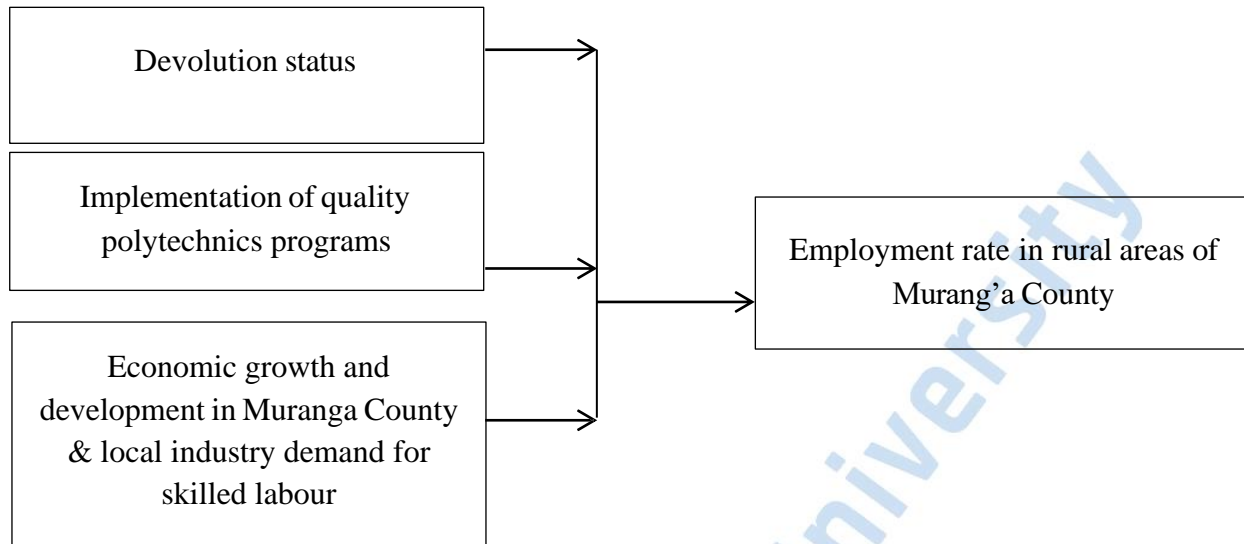 Devolution status
Implementation of quality
polytechnics programs
Economic growth and
development in Muranga County
& local industry demand for
skilled labour
Employment rate in rural areas of
Murang’a County
University